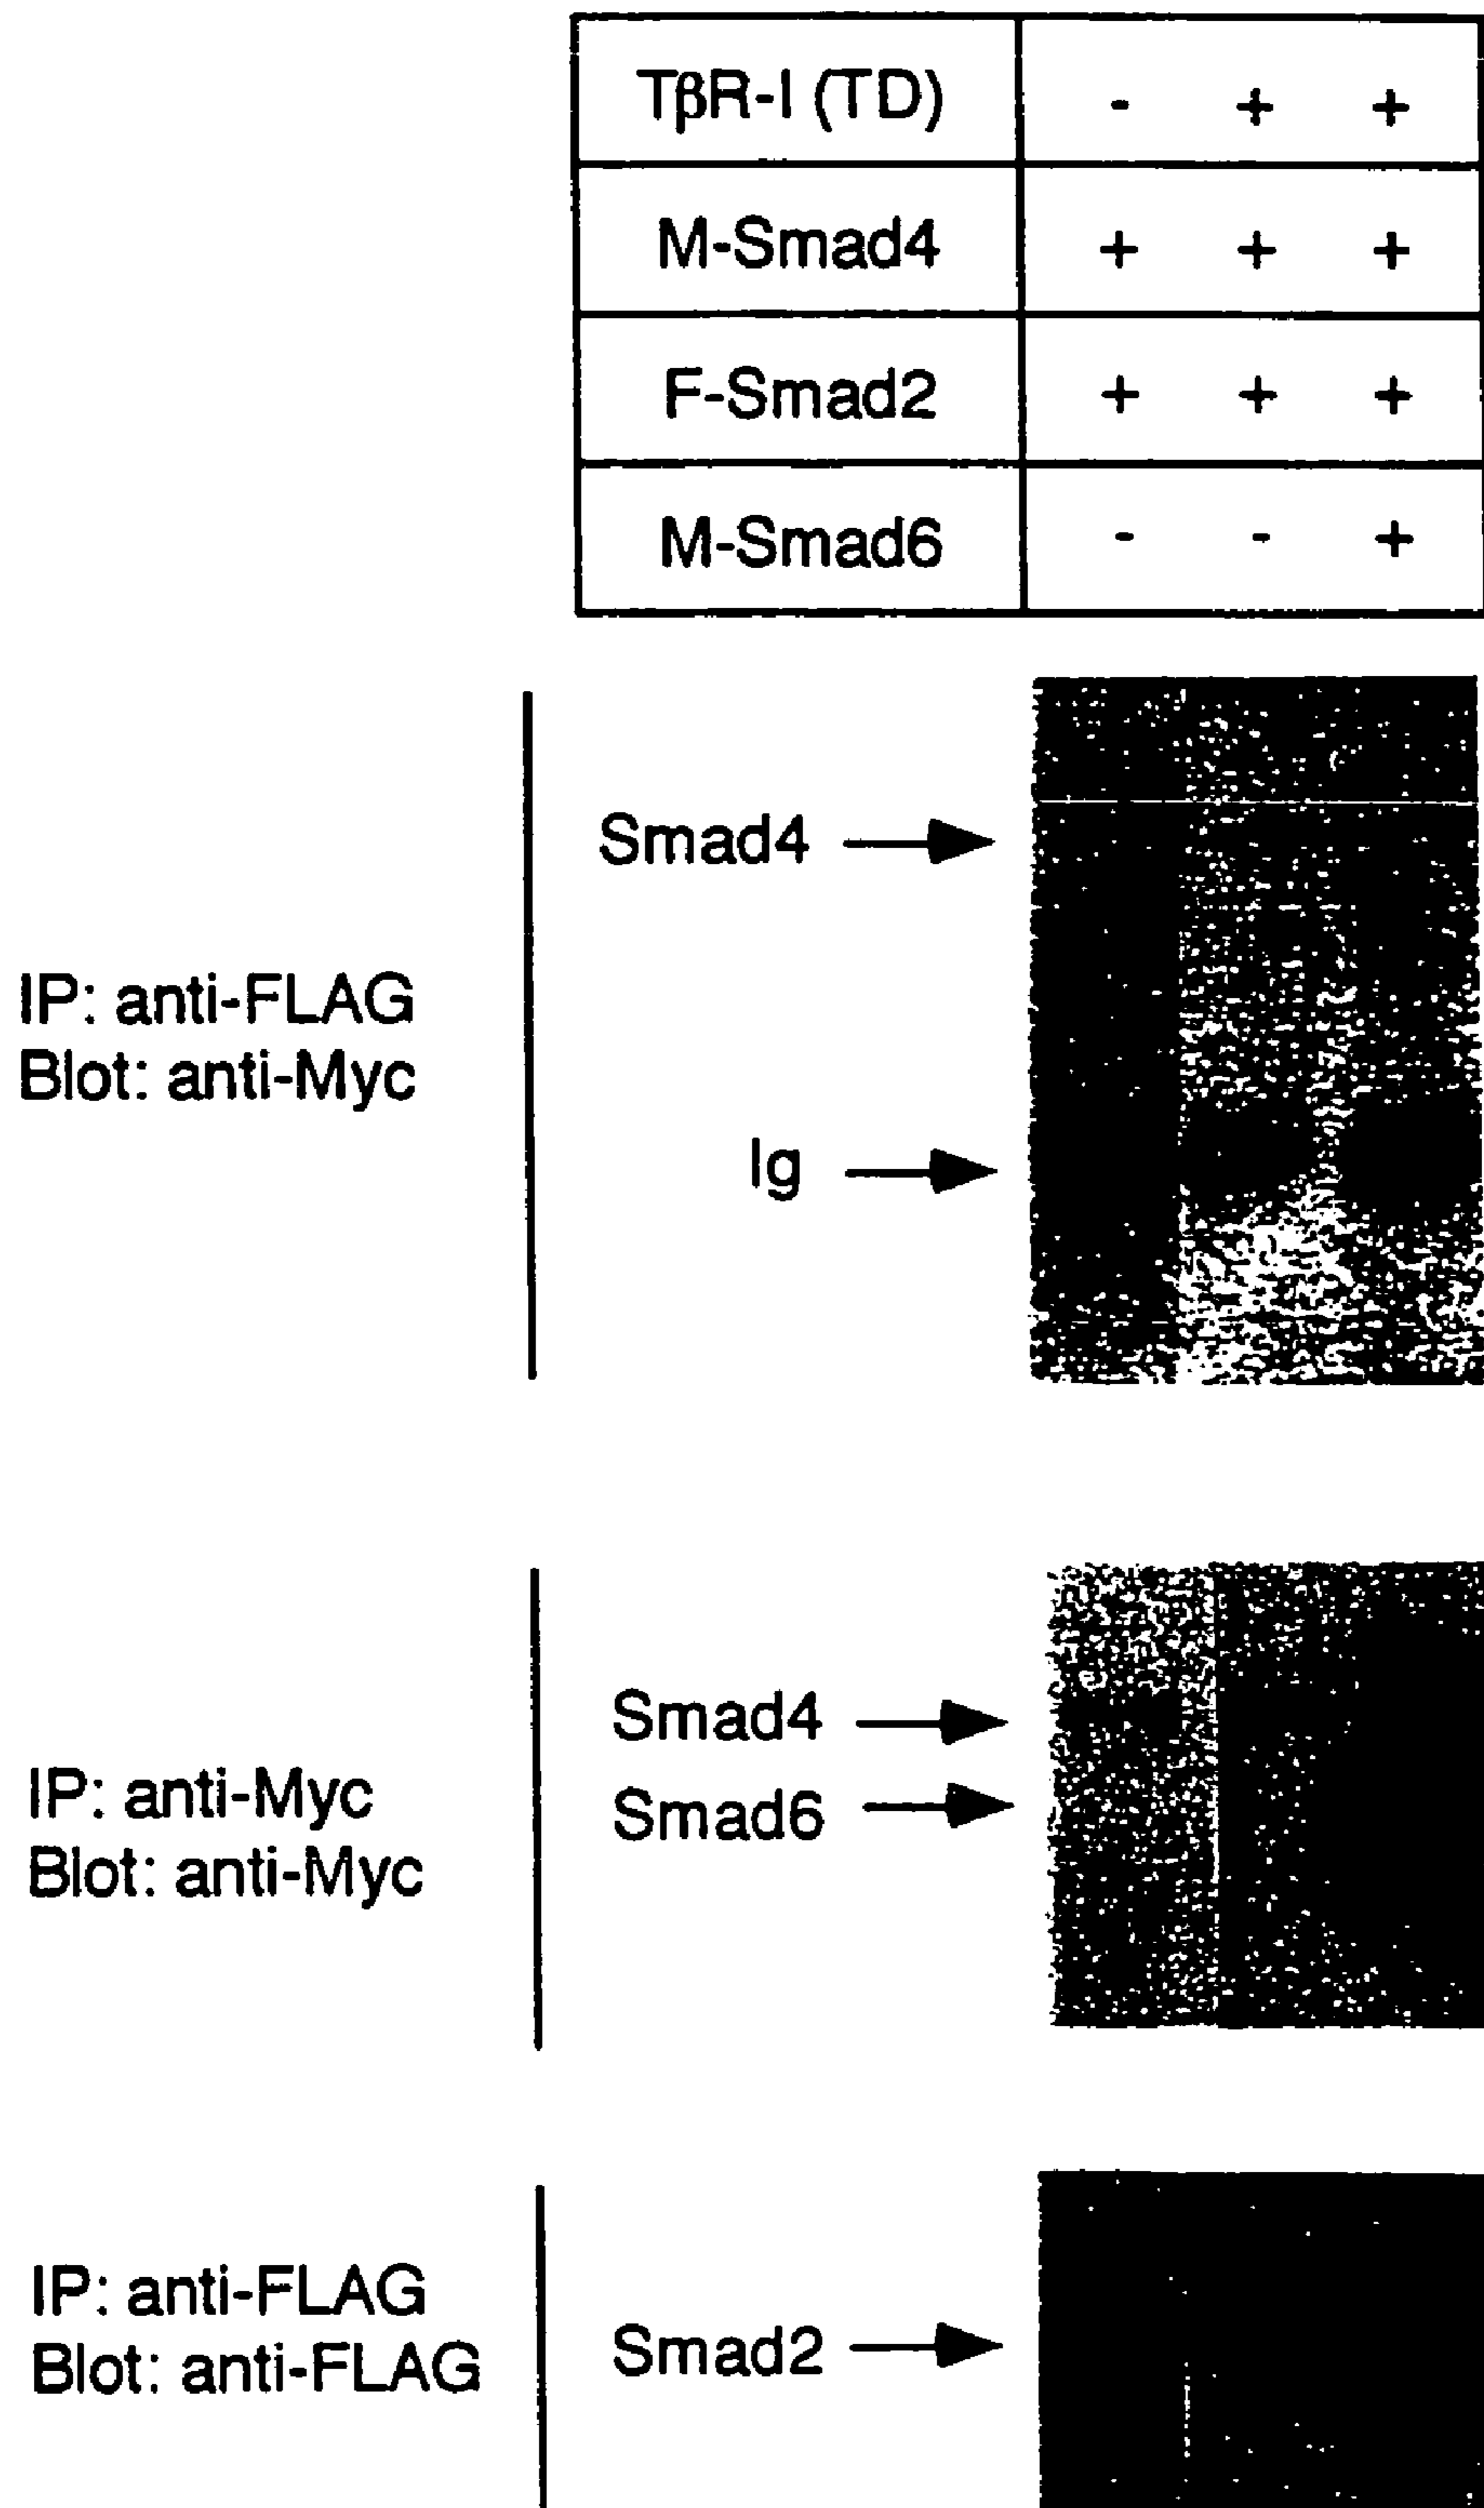 TβR-I (TD) - + +
M-Smad4 + + +
F-Smad2 + + +
M-Smad6 - - +
Smad4
IP: anti-FLAG
Blot: anti-Myc
Ig
Smad4
IP: anti-Myc
Smad6
Blot: anti-Myc
IP: anti-FLAG
Smad2
Blot: anti-FLAG